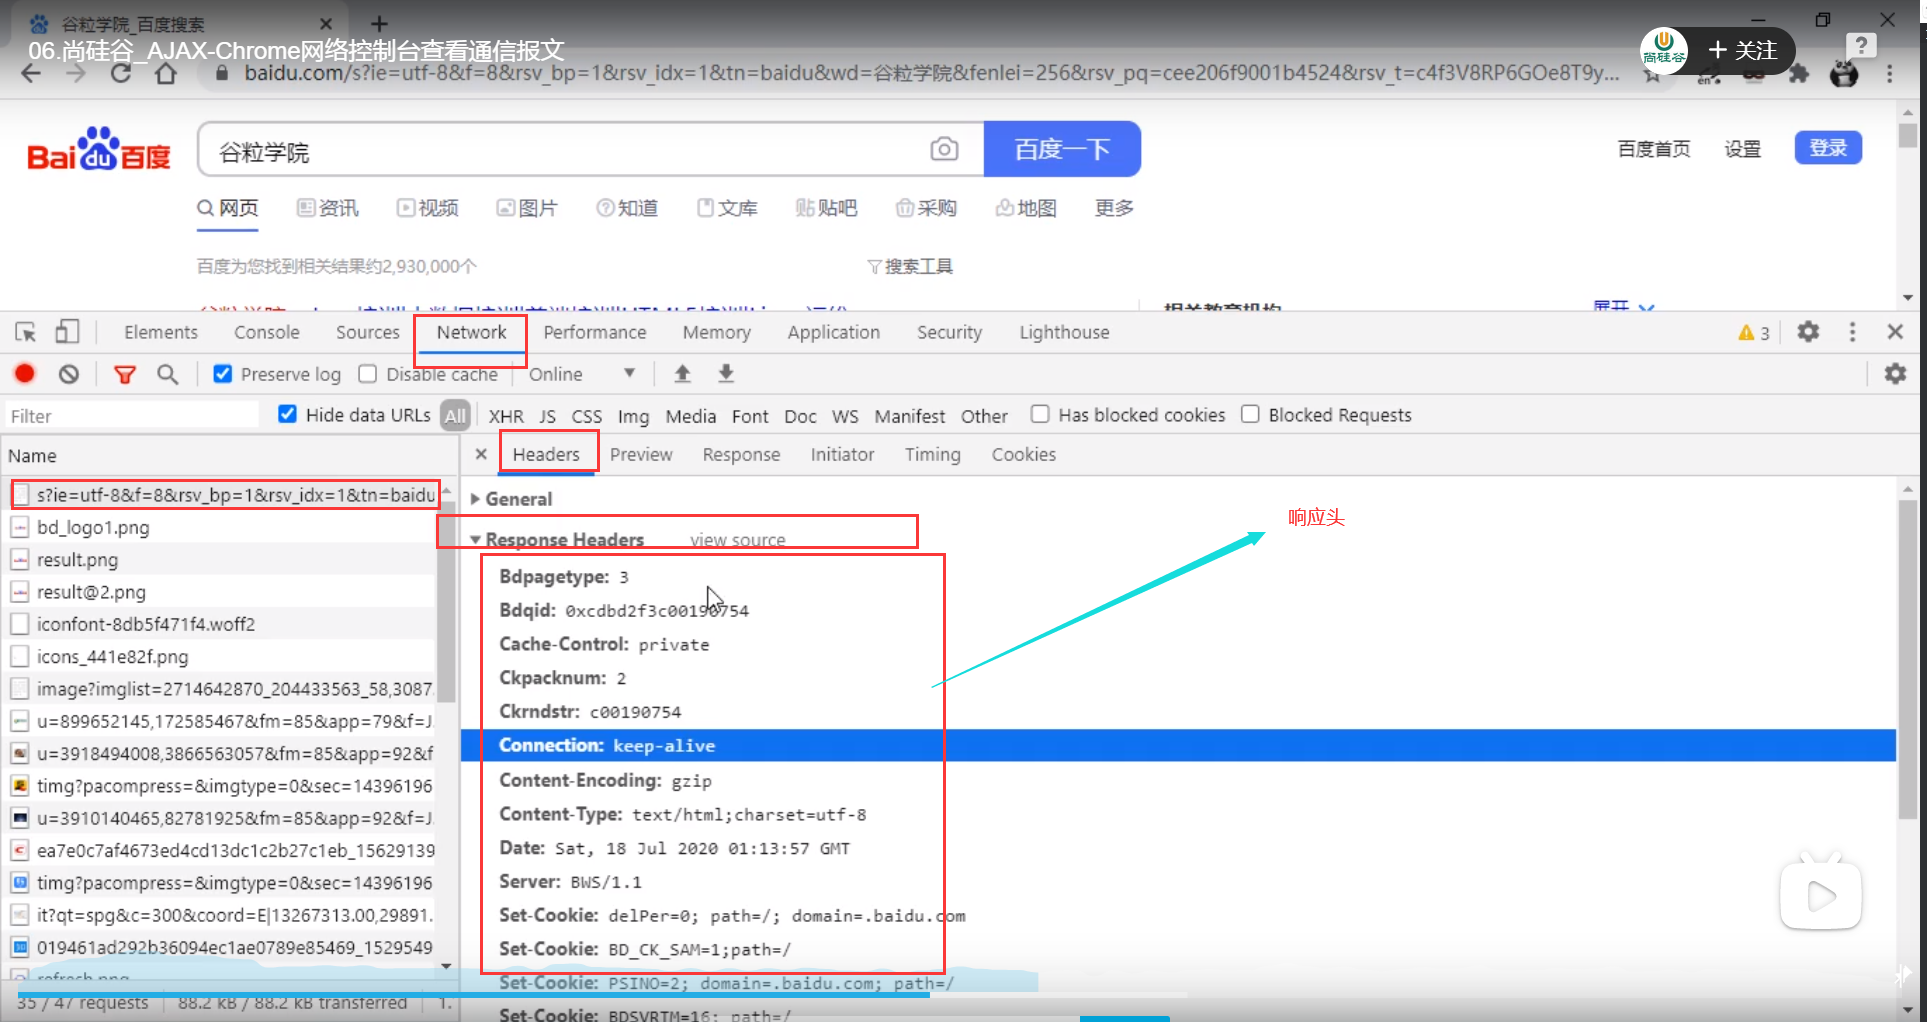 谷粒学院_百度搜索
06.尚硅谷_AJAX-Chrome网络控制台查看通信报文
尚硅谷
+ 关注
baidu.com/s?ie=utf-8&f=8&rsv_bp=1&rsv_idx=1&tn=baidu&wd=谷粒学院&fenlei=256&rsv_pq=cee206f9001b4524&rsv_t=c4f3V8RP6GOe8T9y...
Bai du 百度
谷粒学院
百度一下
百度首页 设置 登录
网页 资讯 视频 图片 知道 文库 贴吧 采购 地图 更多
百度为您找到相关结果约2,930,000个
搜索工具
相关教育机构
展开
Elements Console Sources Network Performance Memory Application Security Lighthouse 3
Preserve log Disable cache Online
Filter Hide data URLs All XHR JS CSS Img Media Font Doc WS Manifest Other Has blocked cookies Blocked Requests
Name
Headers Preview Response Initiator Timing Cookies
s?ie=utf-8&f=8&rsv_bp=1&rsv_idx=1&tn=baidu
bd_logo1.png
result.png
result@2.png
iconfont-8db5f471f4.woff2
icons_441e82f.png
image?imglist=2714642870_204433563_58,3087
u=899652145,172585467&fm=85&app=79&f=J
u=3918494008,3866563057&fm=85&app=92&f
timg?pacompress=&imgtype=0&sec=14396196
u=3910140465,82781925&fm=85&app=92&f=J
ea7e0c7af4673ed4cd13dc1c2b27c1eb_15629139
timg?pacompress=&imgtype=0&sec=14396196
it?qt=spg&c=300&coord=E|13267313.00,29891.
019461ad292b36094ec1ae0789e85469_1529549
refresh.png
35 / 47 requests 88.2 kB / 88.2 kB transferred 1.
General
Response Headers view source
响应头
Bdpagetype: 3
Bdqid: 0xcdbd2f3c00190754
Cache-Control: private
Ckpacknum: 2
Ckrndstr: c00190754
Connection: keep-alive
Content-Encoding: gzip
Content-Type: text/html;charset=utf-8
Date: Sat, 18 Jul 2020 01:13:57 GMT
Server: BWS/1.1
Set-Cookie: delPer=0; path=/; domain=.baidu.com
Set-Cookie: BD_CK_SAM=1;path=/
Set-Cookie: PSINO=2; domain=.baidu.com; path=/
Set-Cookie: BDSVRTM=16; path=/